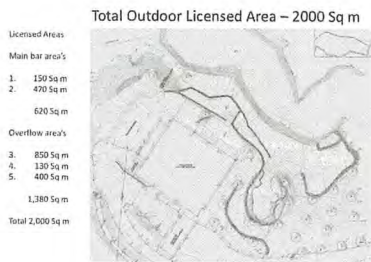 Total Outdoor Licensed Area – 2000 Sq m
Licensed Areas
Main bar area's
1. 150 Sq m
2. 470 Sq m
620 Sq m
Overflow area's
3. 850 Sq m
4. 130 Sq m
5. 400 Sq m
1,380 Sq m
Total 2,000 Sq m